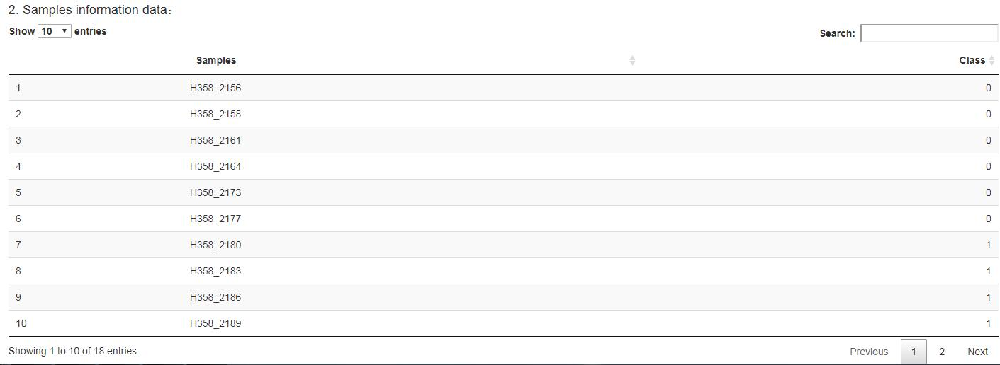 2. Samples information data：
Show 10 entries Search:
Samples Class
1 H358_2156 0
2 H358_2158 0
3 H358_2161 0
4 H358_2164 0
5 H358_2173 0
6 H358_2177 0
7 H358_2180 1
8 H358_2183 1
9 H358_2186 1
10 H358_2189 1
Showing 1 to 10 of 18 entries Previous 1 2 Next